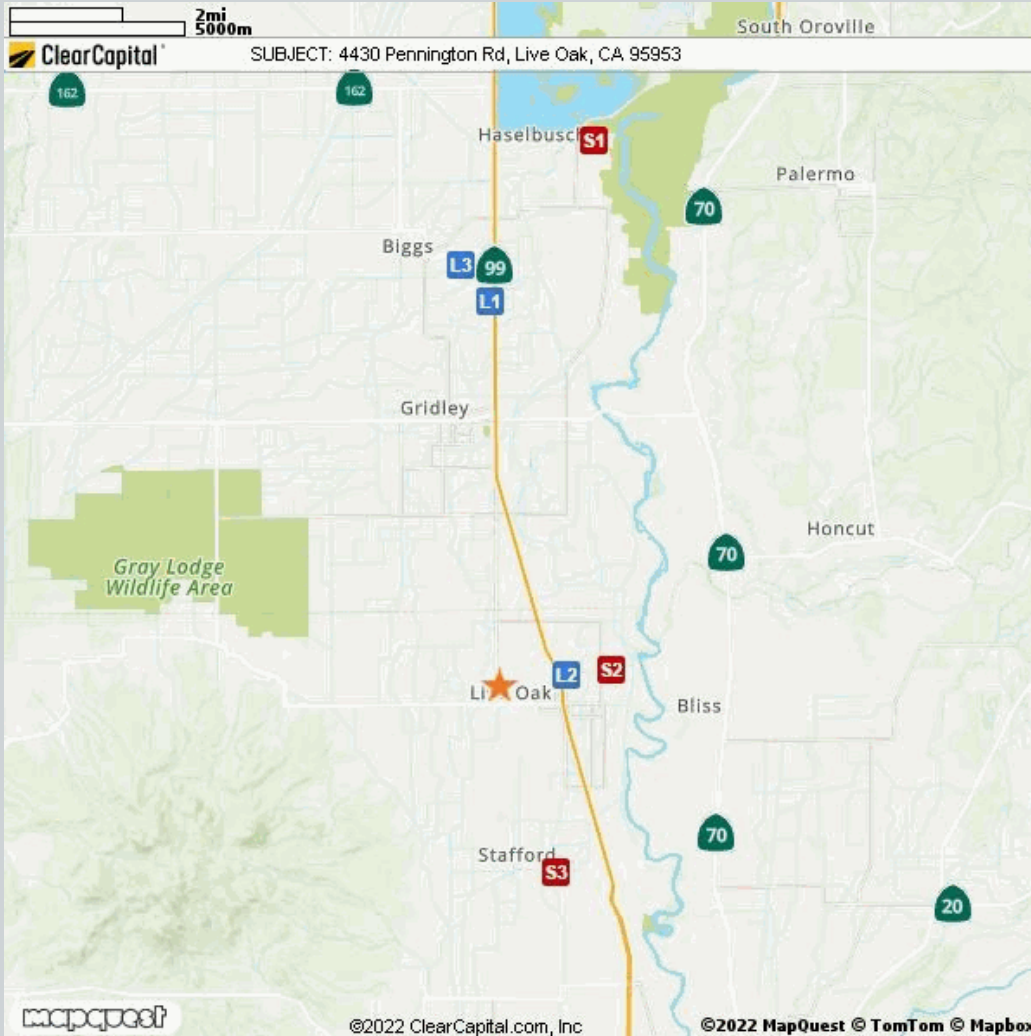 2mi
5000m
South Oroville
ClearCapital
SUBJECT: 4430 Pennington Rd, Live Oak, CA 95953
162
162
Haselbusch
S1
Palermo
70
Biggs
L3
99
L1
Gridley
Honcut
70
Gray Lodge
Wildlife Area
L2
S2
Li Oak
Bliss
70
Stafford
S3
20
mapquest
©2022 ClearCapital.com, Inc
©2022 MapQuest © TomTom © Mapbox